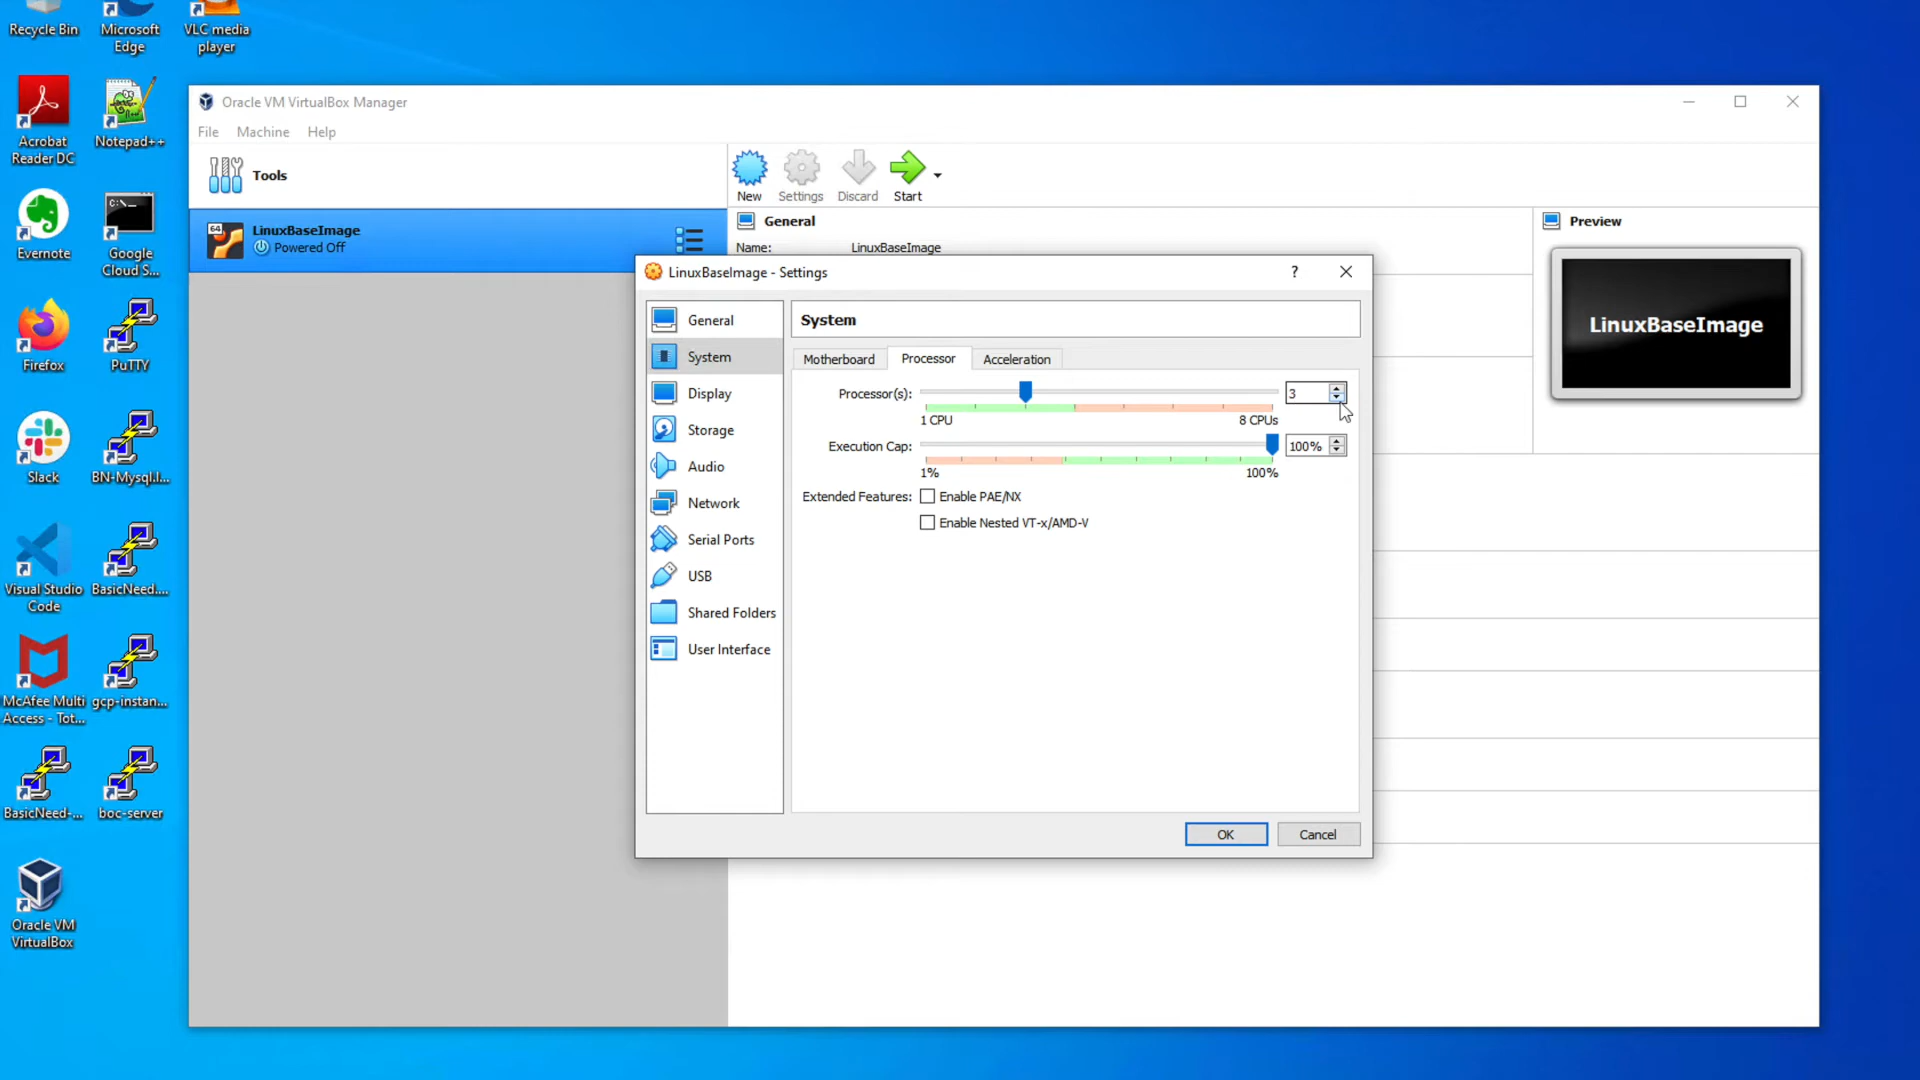 Recycle Bin
Microsoft
Edge
VLC media
player
Acrobat
Reader DC
Notepad++
Evernote
C:\_
Google
Cloud S...
Firefox
PuTTY
Slack
BN-Mysql.l...
Visual Studio
Code
BasicNeed....
McAfee Multi
Access - Tot...
gcp-instan...
BasicNeed-...
boc-server
Oracle VM
VirtualBox
Oracle VM VirtualBox Manager
File Machine Help
Tools
New Settings Discard Start
64
LinuxBaseImage
Powered Off
General
Name: LinuxBaseImage
Preview
LinuxBaseImage
LinuxBaseImage - Settings
?
General
System
Display
Storage
Audio
Network
Serial Ports
USB
Shared Folders
User Interface
System
Motherboard Processor Acceleration
Processor(s): 3
1 CPU 8 CPUs
Execution Cap: 100%
1% 100%
Extended Features: Enable PAE/NX
Enable Nested VT-x/AMD-V
OK Cancel